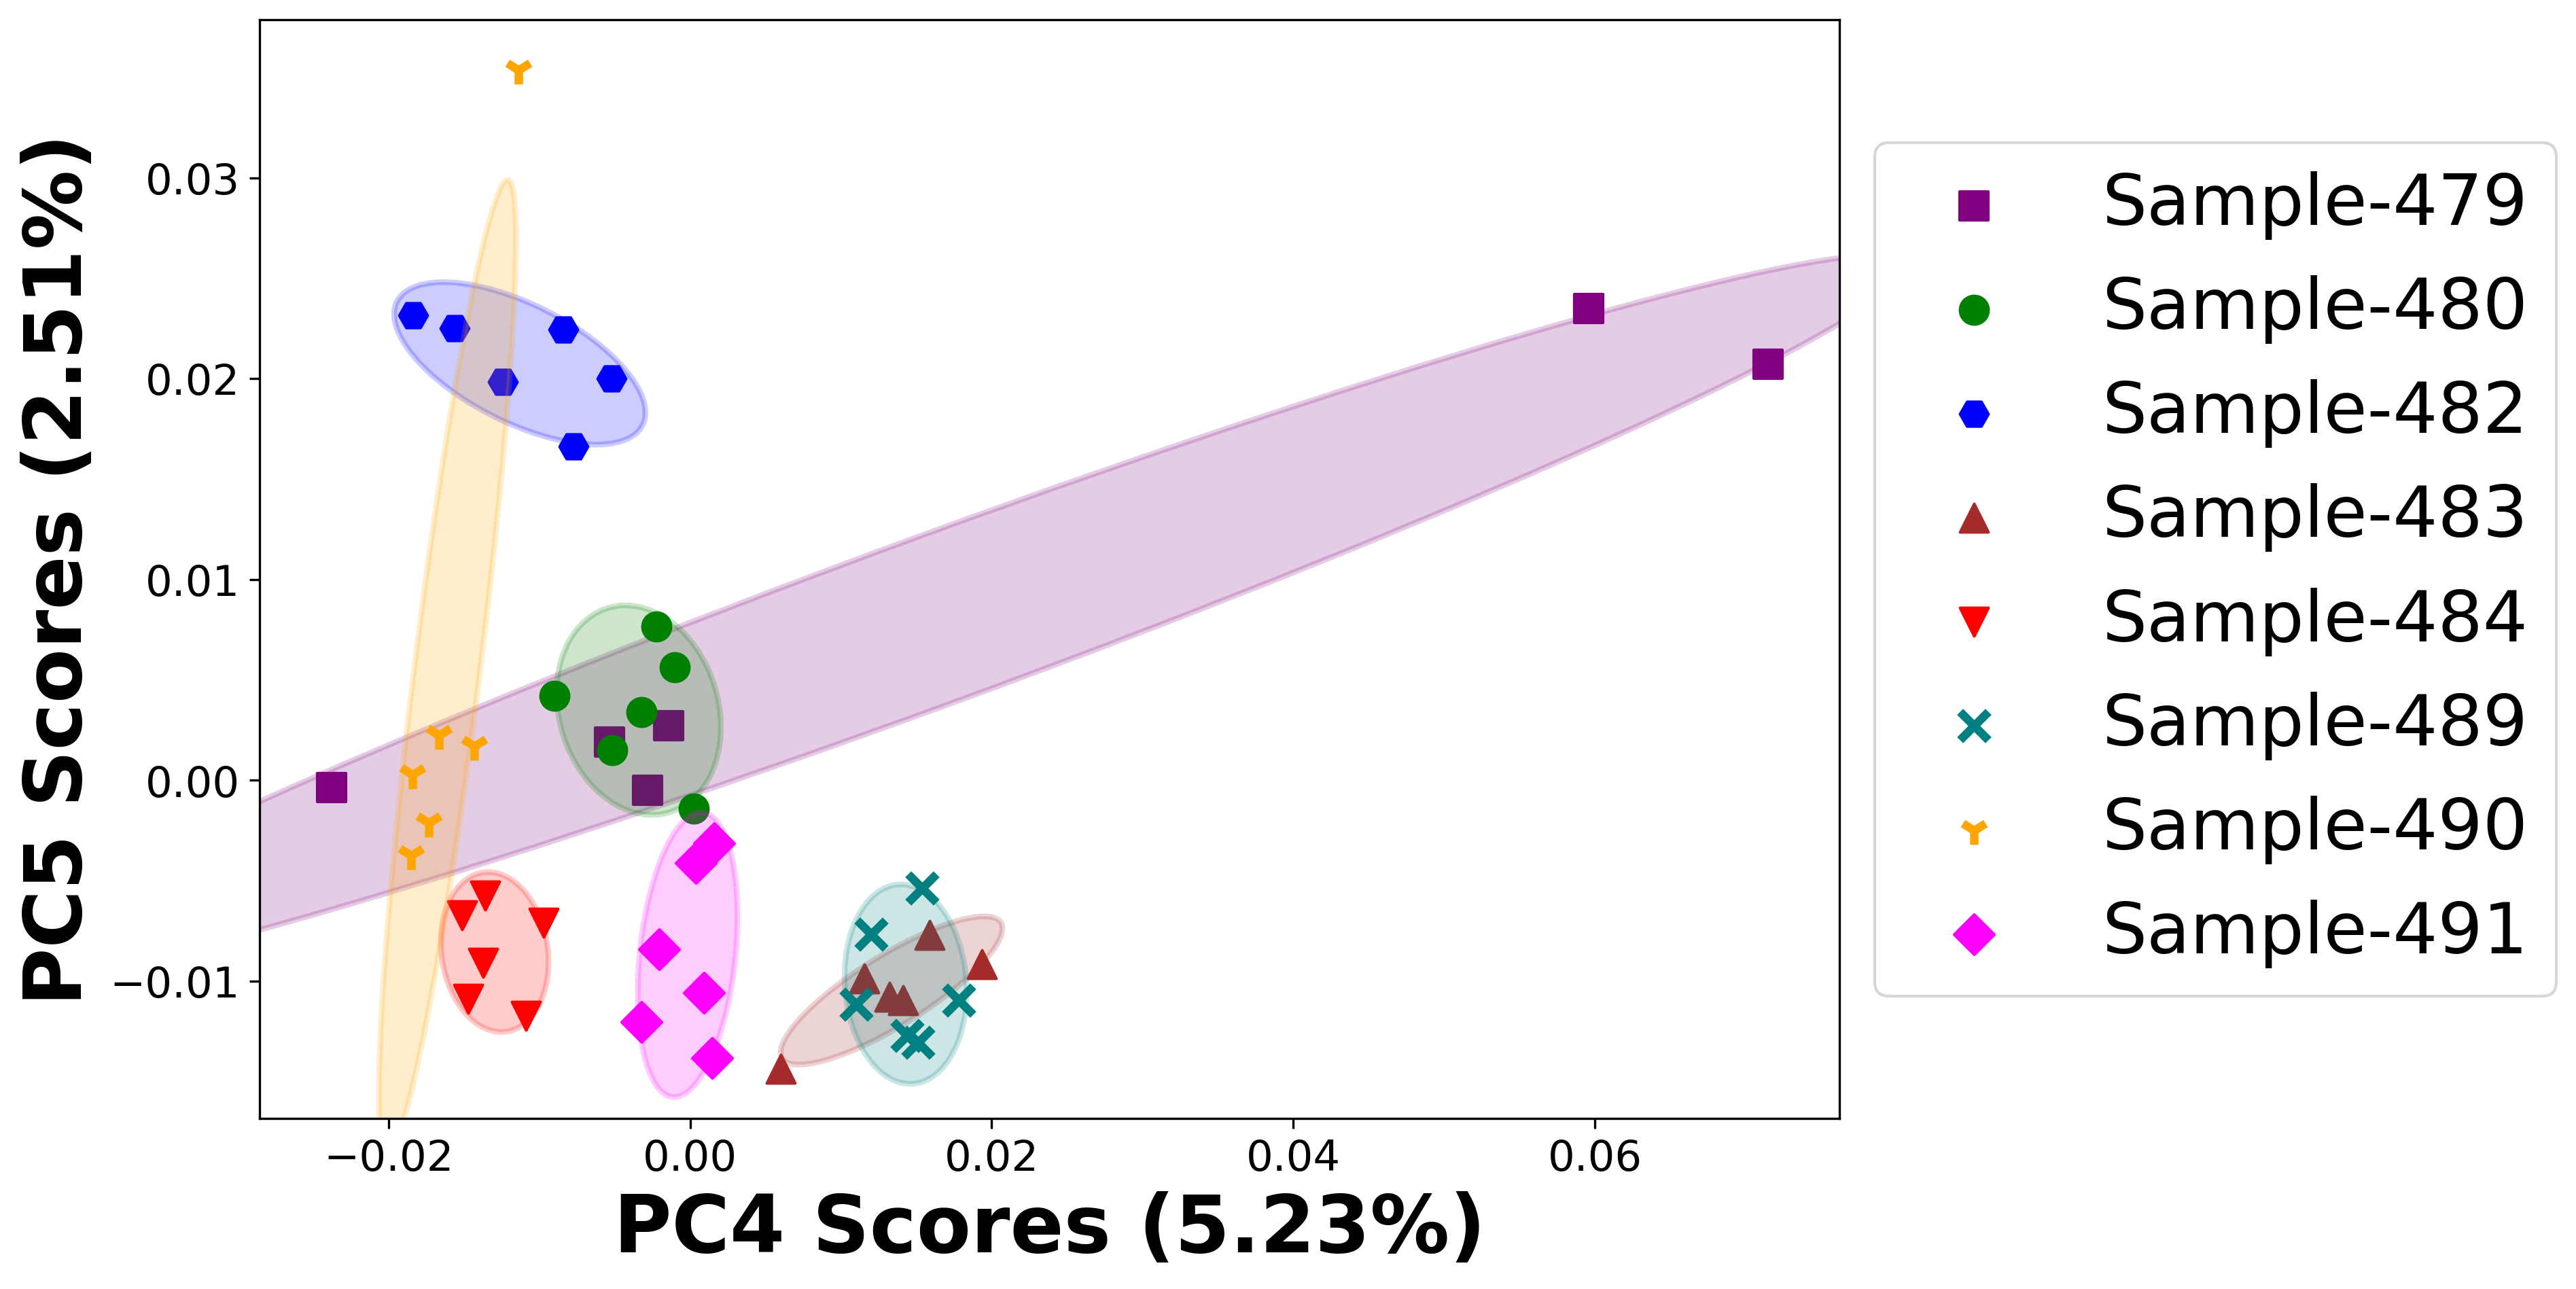 PC5 Scores (2.51%)
0.03
0.02
0.01
0.00
−0.01
−0.02
0.00
0.02
0.04
0.06
PC4 Scores (5.23%)
Sample-479
Sample-480
Sample-482
Sample-483
Sample-484
Sample-489
Sample-490
Sample-491